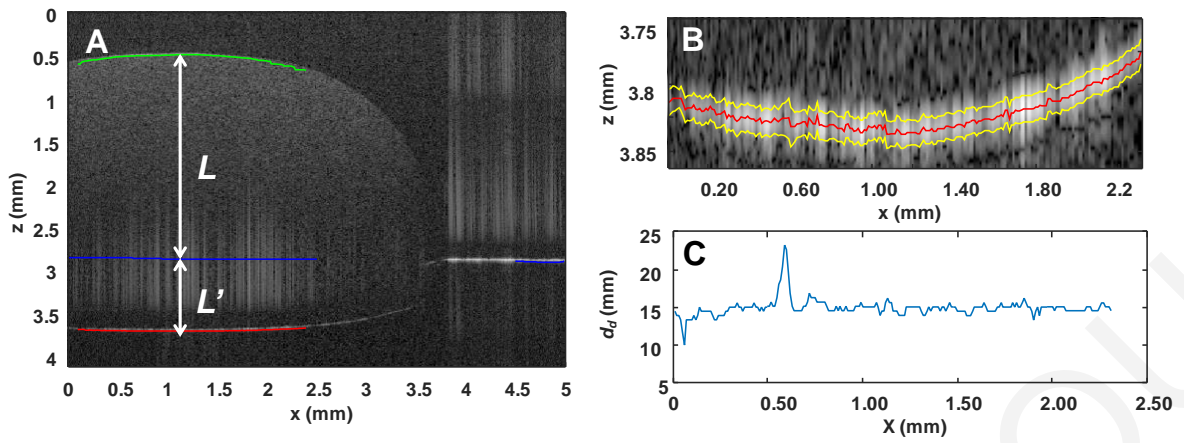 A
0
0.5
1
1.5
2
2.5
3
3.5
4
z (mm)
L
L’
0 0.5 1 1.5 2 2.5 3 3.5 4 4.5 5
x (mm)
B
3.75
3.8
3.85
z (mm)
0.20 0.60 1.00 1.40 1.80 2.2
x (mm)
C
25
20
15
10
5
d_d (mm)
0 0.50 1.00 1.50 2.00 2.50
X (mm)